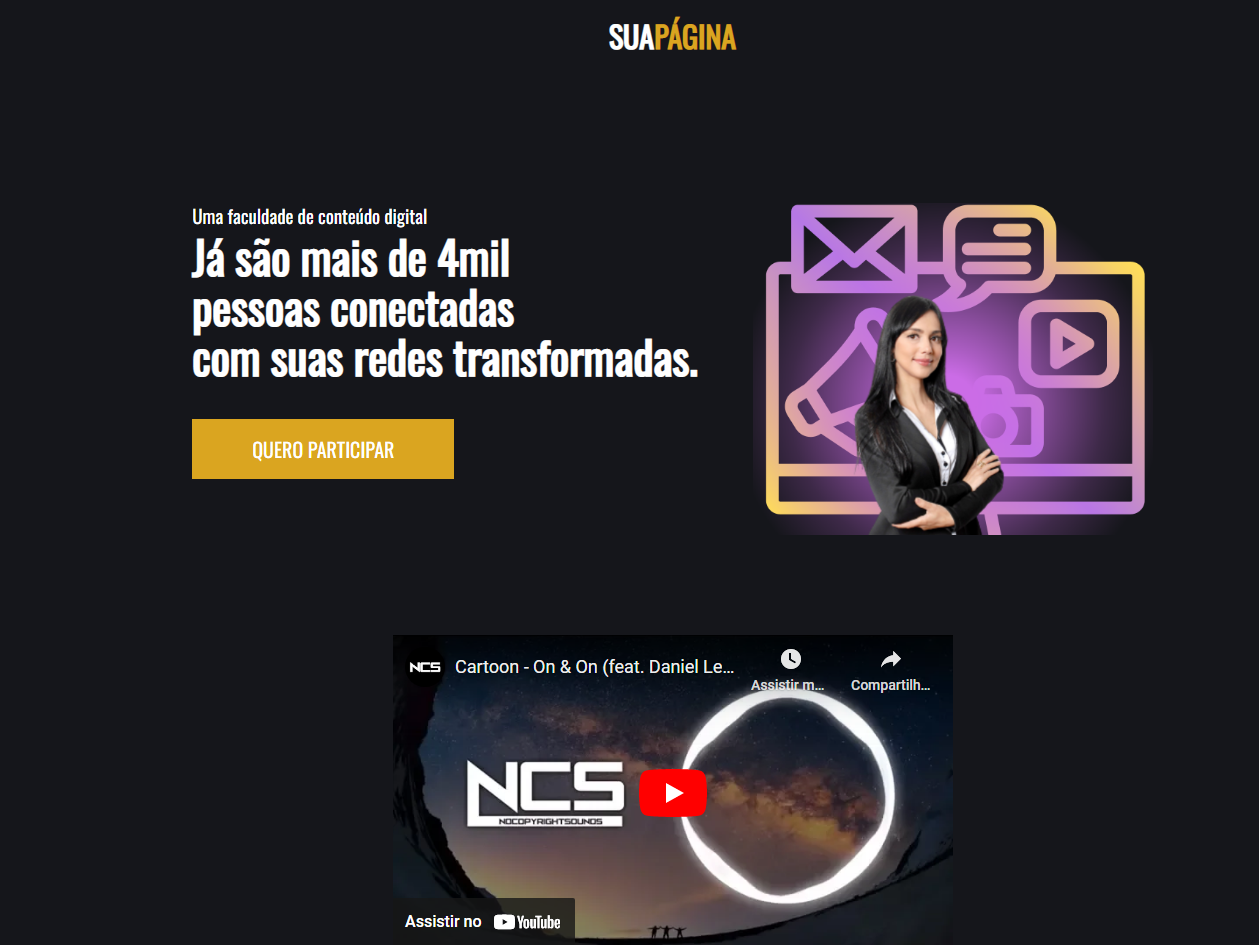 SUAPÁGINA
Uma faculdade de conteúdo digital
Já são mais de 4mil
pessoas conectadas
com suas redes transformadas.
QUERO PARTICIPAR
NCS
Cartoon - On & On (feat. Daniel Le...
Assistir m...
Compartilh...
NCS
NOCOPYRIGHTSOUNDS
Assistir no YouTube